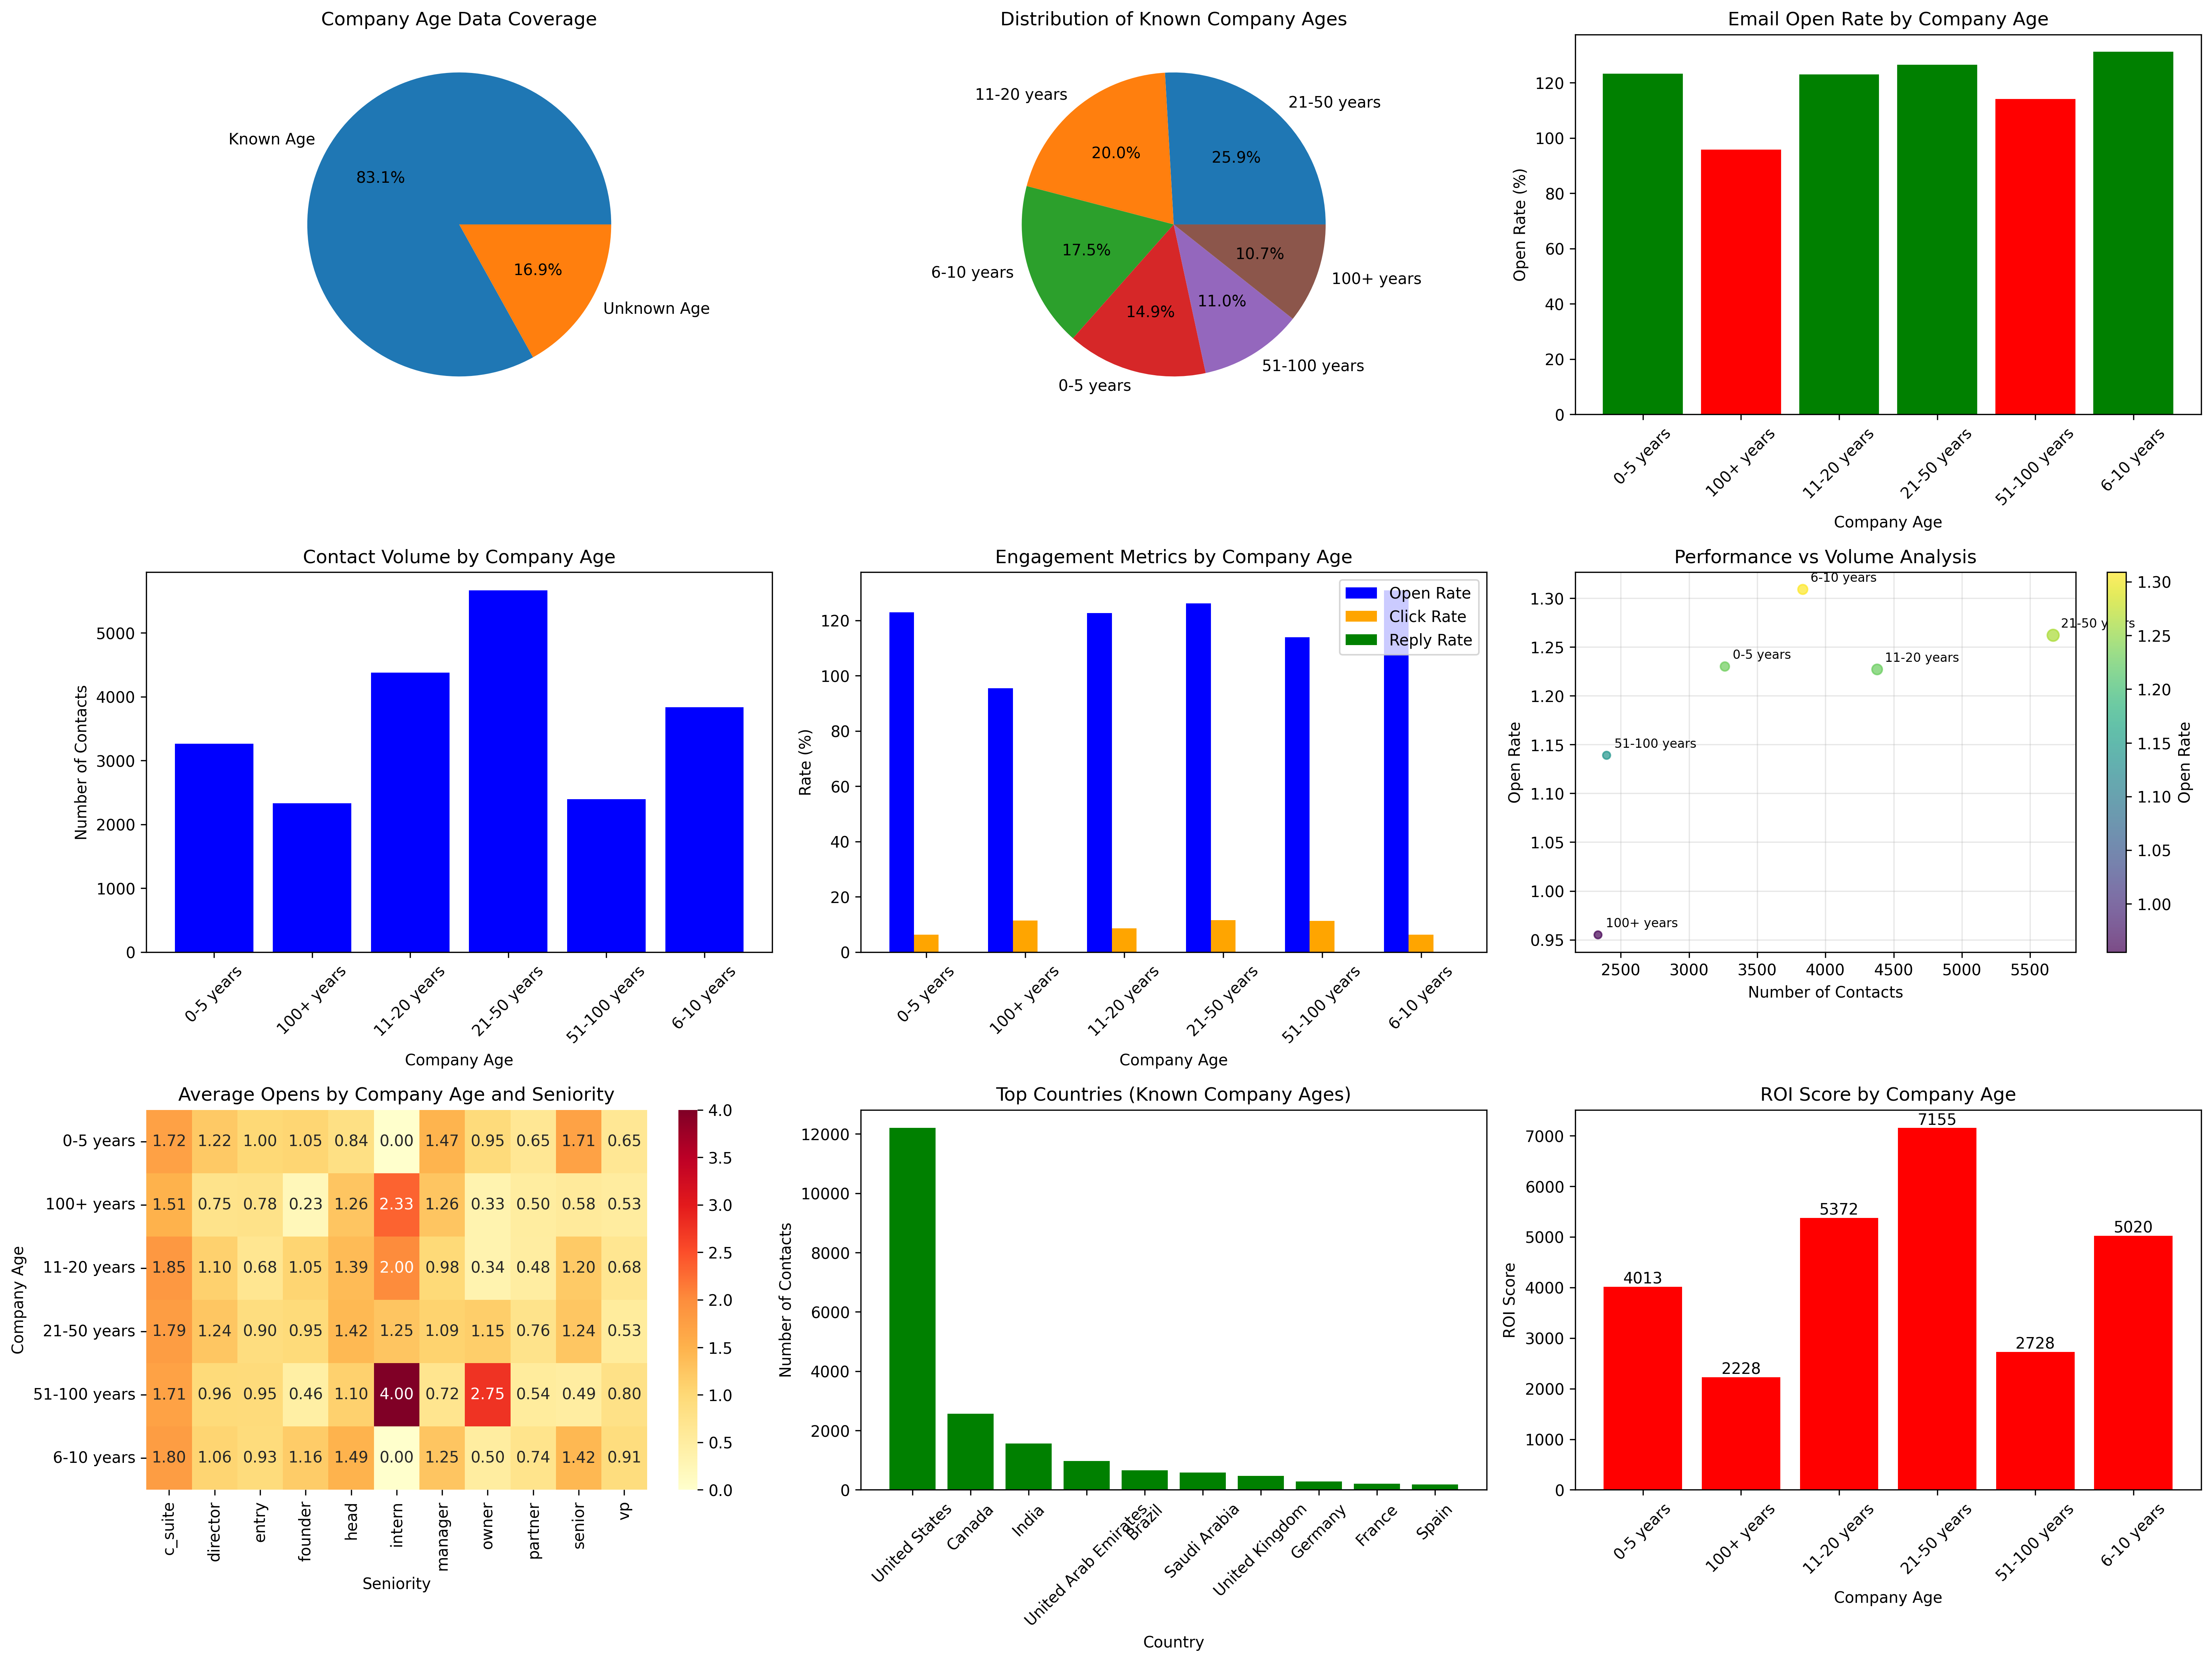 Company Age Data Coverage
Known Age
83.1%
16.9%
Unknown Age
Distribution of Known Company Ages
21-50 years
11-20 years
25.9%
20.0%
17.5%
10.7%
6-10 years
100+ years
14.9%
11.0%
51-100 years
0-5 years
Email Open Rate by Company Age
Open Rate (%)
120
100
80
60
40
20
0
0-5 years
100+ years
11-20 years
21-50 years
51-100 years
6-10 years
Company Age
Contact Volume by Company Age
Number of Contacts
5000
4000
3000
2000
1000
0
0-5 years
100+ years
11-20 years
21-50 years
51-100 years
6-10 years
Company Age
Engagement Metrics by Company Age
Open Rate
Click Rate
Reply Rate
Rate (%)
120
100
80
60
40
20
0
0-5 years
100+ years
11-20 years
21-50 years
51-100 years
6-10 years
Company Age
Performance vs Volume Analysis
Open Rate
1.30
1.25
1.20
1.15
1.10
1.05
1.00
0.95
6-10 years
21-50 years
0-5 years
11-20 years
51-100 years
100+ years
2500 3000 3500 4000 4500 5000 5500
Number of Contacts
1.30
1.25
1.20
1.15
1.10
1.05
1.00
Open Rate
Average Opens by Company Age and Seniority
Company Age
0-5 years 1.72 1.22 1.00 1.05 0.84 0.00 1.47 0.95 0.65 1.71 0.65
100+ years 1.51 0.75 0.78 0.23 1.26 2.33 1.26 0.33 0.50 0.58 0.53
11-20 years 1.85 1.10 0.68 1.05 1.39 2.00 0.98 0.34 0.48 1.20 0.68
21-50 years 1.79 1.24 0.90 0.95 1.42 1.25 1.09 1.15 0.76 1.24 0.53
51-100 years 1.71 0.96 0.95 0.46 1.10 4.00 0.72 2.75 0.54 0.49 0.80
6-10 years 1.80 1.06 0.93 1.16 1.49 0.00 1.25 0.50 0.74 1.42 0.91
c_suite director entry founder head intern manager owner partner senior vp
Seniority
4.0
3.5
3.0
2.5
2.0
1.5
1.0
0.5
0.0
Top Countries (Known Company Ages)
Number of Contacts
12000
10000
8000
6000
4000
2000
0
United States
Canada
India
United Arab Emirates
Brazil
Saudi Arabia
United Kingdom
Germany
France
Spain
Country
ROI Score by Company Age
ROI Score
7000
6000
5000
4000
3000
2000
1000
0
4013
2228
5372
7155
2728
5020
0-5 years
100+ years
11-20 years
21-50 years
51-100 years
6-10 years
Company Age